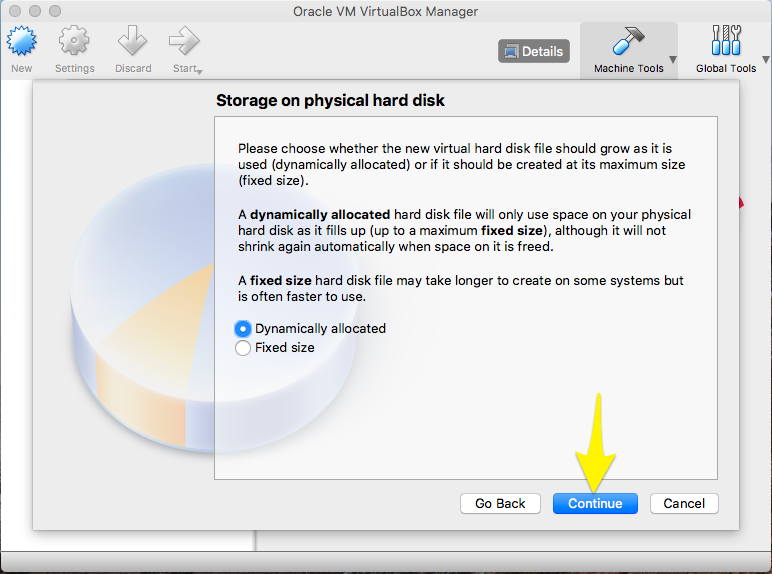 Oracle VM VirtualBox Manager
New
Settings
Discard
Start
Details
Machine Tools
Global Tools
Storage on physical hard disk
Please choose whether the new virtual hard disk file should grow as it is
used (dynamically allocated) or if it should be created at its maximum size
(fixed size).
A dynamically allocated hard disk file will only use space on your physical
hard disk as it fills up (up to a maximum fixed size), although it will not
shrink again automatically when space on it is freed.
A fixed size hard disk file may take longer to create on some systems but
is often faster to use.
Dynamically allocated
Fixed size
Go Back
Continue
Cancel